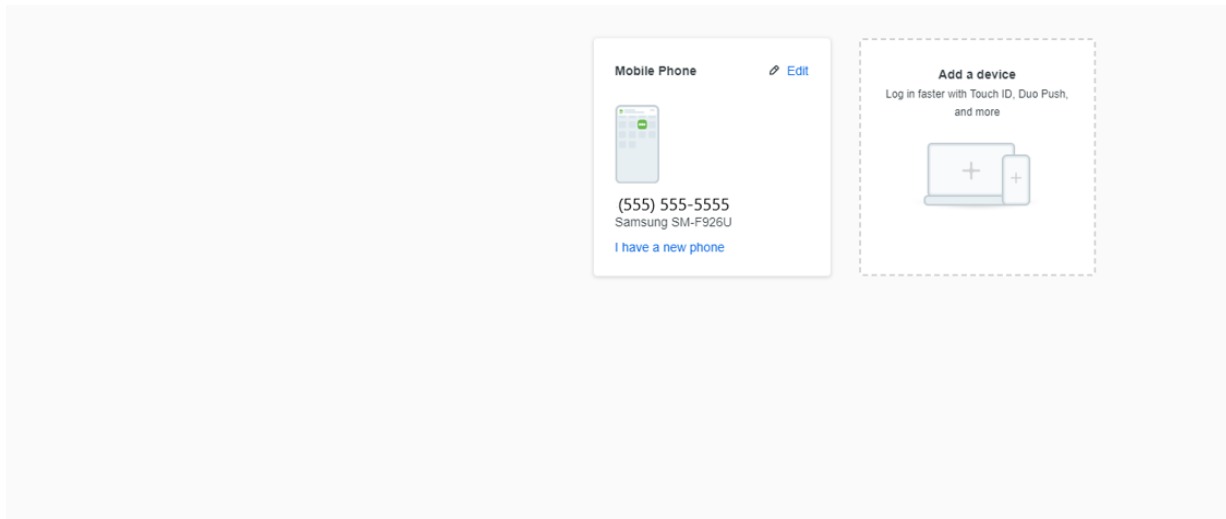 Mobile Phone
Edit
(555) 555-5555
Samsung SM-F926U
I have a new phone
Add a device
Log in faster with Touch ID, Duo Push,
and more